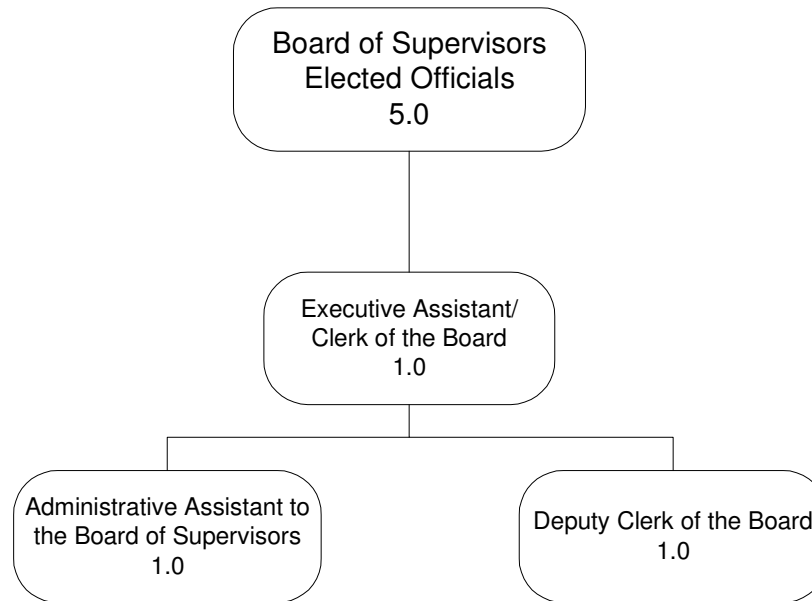 Board of Supervisors
Elected Officials
5.0
Executive Assistant/
Clerk of the Board
1.0
Administrative Assistant to
the Board of Supervisors
1.0
Deputy Clerk of the Board
1.0